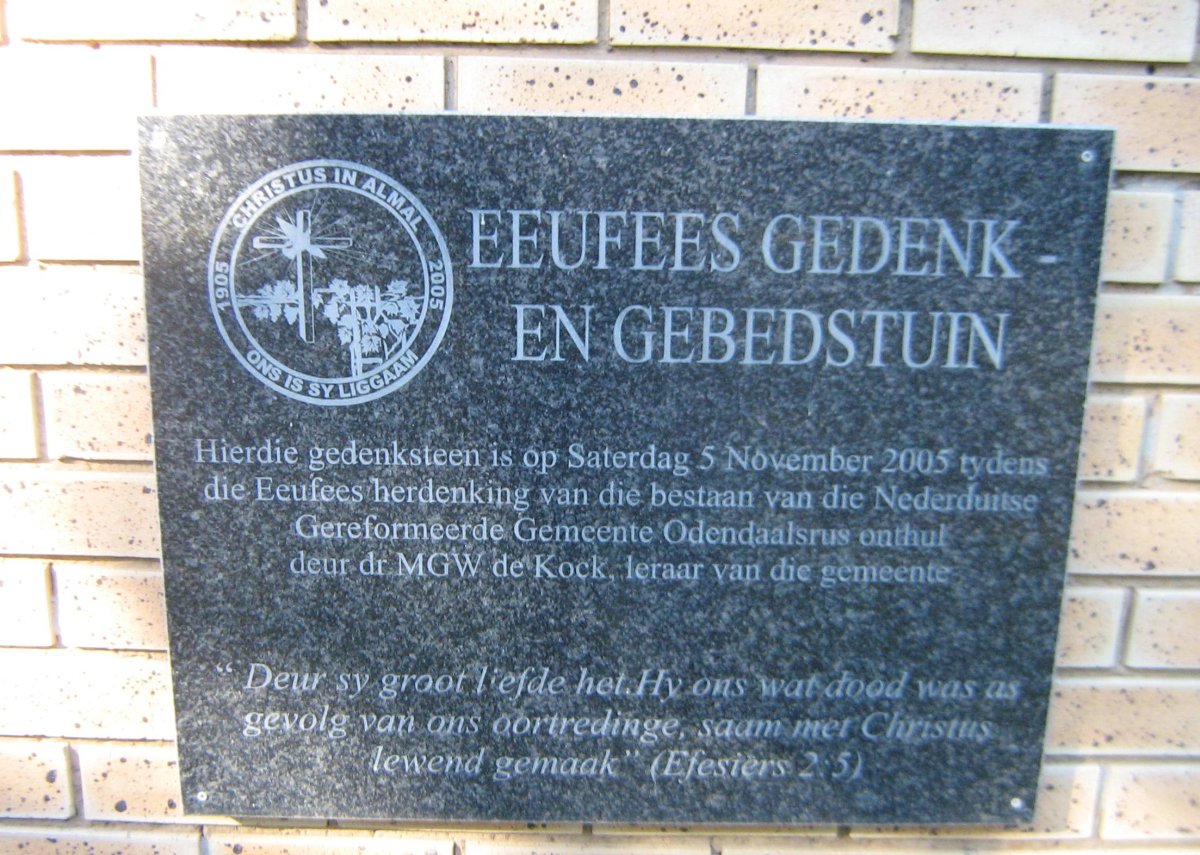 CHRISTUS IN ALMAL
1905
2005
ONS IS SY LIGGAAM
EEUFEES GEDENK -
EN GEBEDSTUIN
Hierdie gedenksteen is op Saterdag 5 November 2005 tydens
die Eeufees herdenking van die bestaan van die Nederduitse
Gereformeerde Gemeente Odendaalsrus onthul
deur dr MGW de Kock, leraar van die gemeente
“ Deur sy groot liefde het Hy ons wat dood was as
gevolg van ons oortredinge, saam met Christus
lewend gemaak” (Efesiërs 2:5)